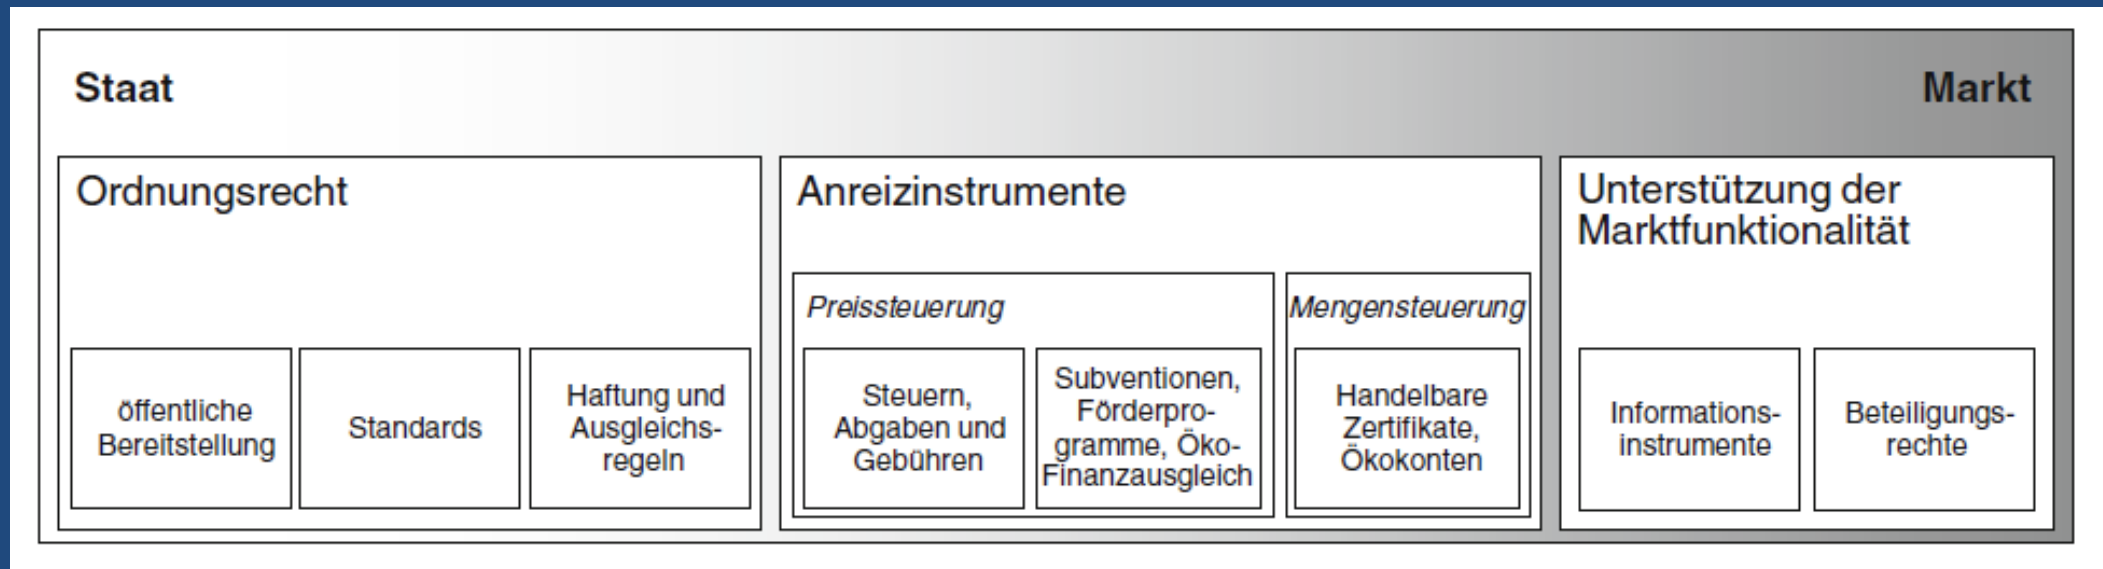 Staat
Markt
Ordnungsrecht
öffentliche
Bereitstellung
Standards
Haftung und
Ausgleichs-
regeln
Anreizinstrumente
Preissteuerung
Steuern,
Abgaben und
Gebühren
Subventionen,
Förderpro-
gramme, Öko-
Finanzausgleich
Mengensteuerung
Handelbare
Zertifikate,
Ökokonten
Unterstützung der
Marktfunktionalität
Informations-
instrumente
Beteiligungs-
rechte